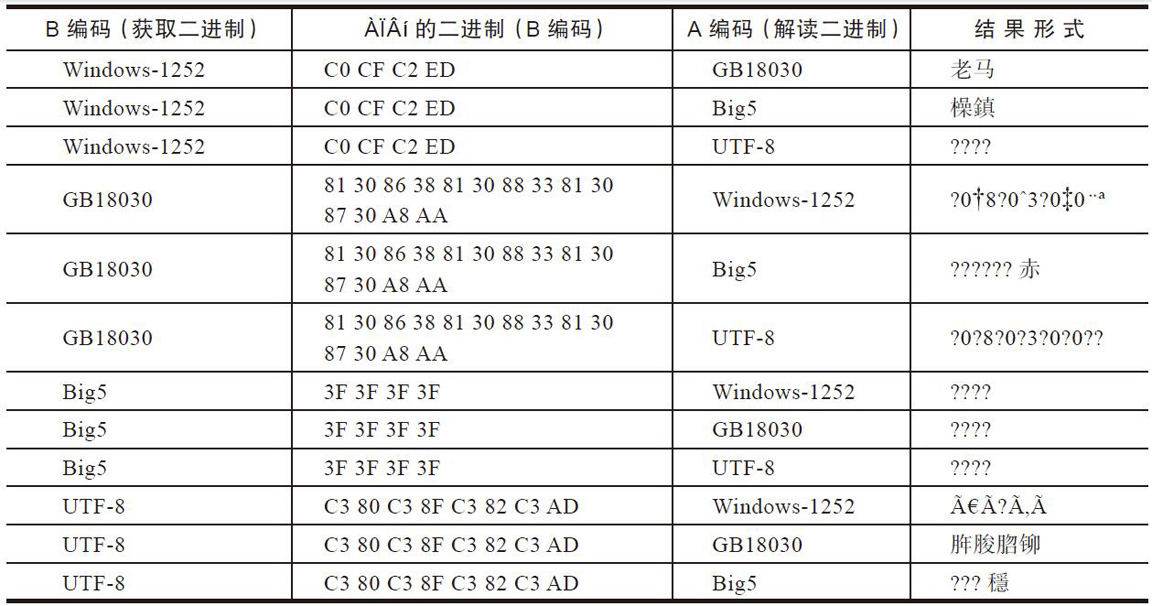 B 编码（获取二进制） ÀÏÂí 的二进制（B 编码） A 编码（解读二进制） 结 果 形 式
Windows-1252 C0 CF C2 ED GB18030 老马
Windows-1252 C0 CF C2 ED Big5 橾鎮
Windows-1252 C0 CF C2 ED UTF-8 ????
GB18030 81 30 86 38 81 30 88 33 81 30 Windows-1252 ?0†8?0ˆ3?0‡0¨ª
87 30 A8 AA
GB18030 81 30 86 38 81 30 88 33 81 30 Big5 ??????赤
87 30 A8 AA
GB18030 81 30 86 38 81 30 88 33 81 30 UTF-8 ?0?8?0?3?0?0??
87 30 A8 AA
Big5 3F 3F 3F 3F Windows-1252 ????
Big5 3F 3F 3F 3F GB18030 ????
Big5 3F 3F 3F 3F UTF-8 ????
UTF-8 C3 80 C3 8F C3 82 C3 AD Windows-1252 Ã€Ã?Ã‚Ã
UTF-8 C3 80 C3 8F C3 82 C3 AD GB18030 脌脧脗铆
UTF-8 C3 80 C3 8F C3 82 C3 AD Big5 ???穩